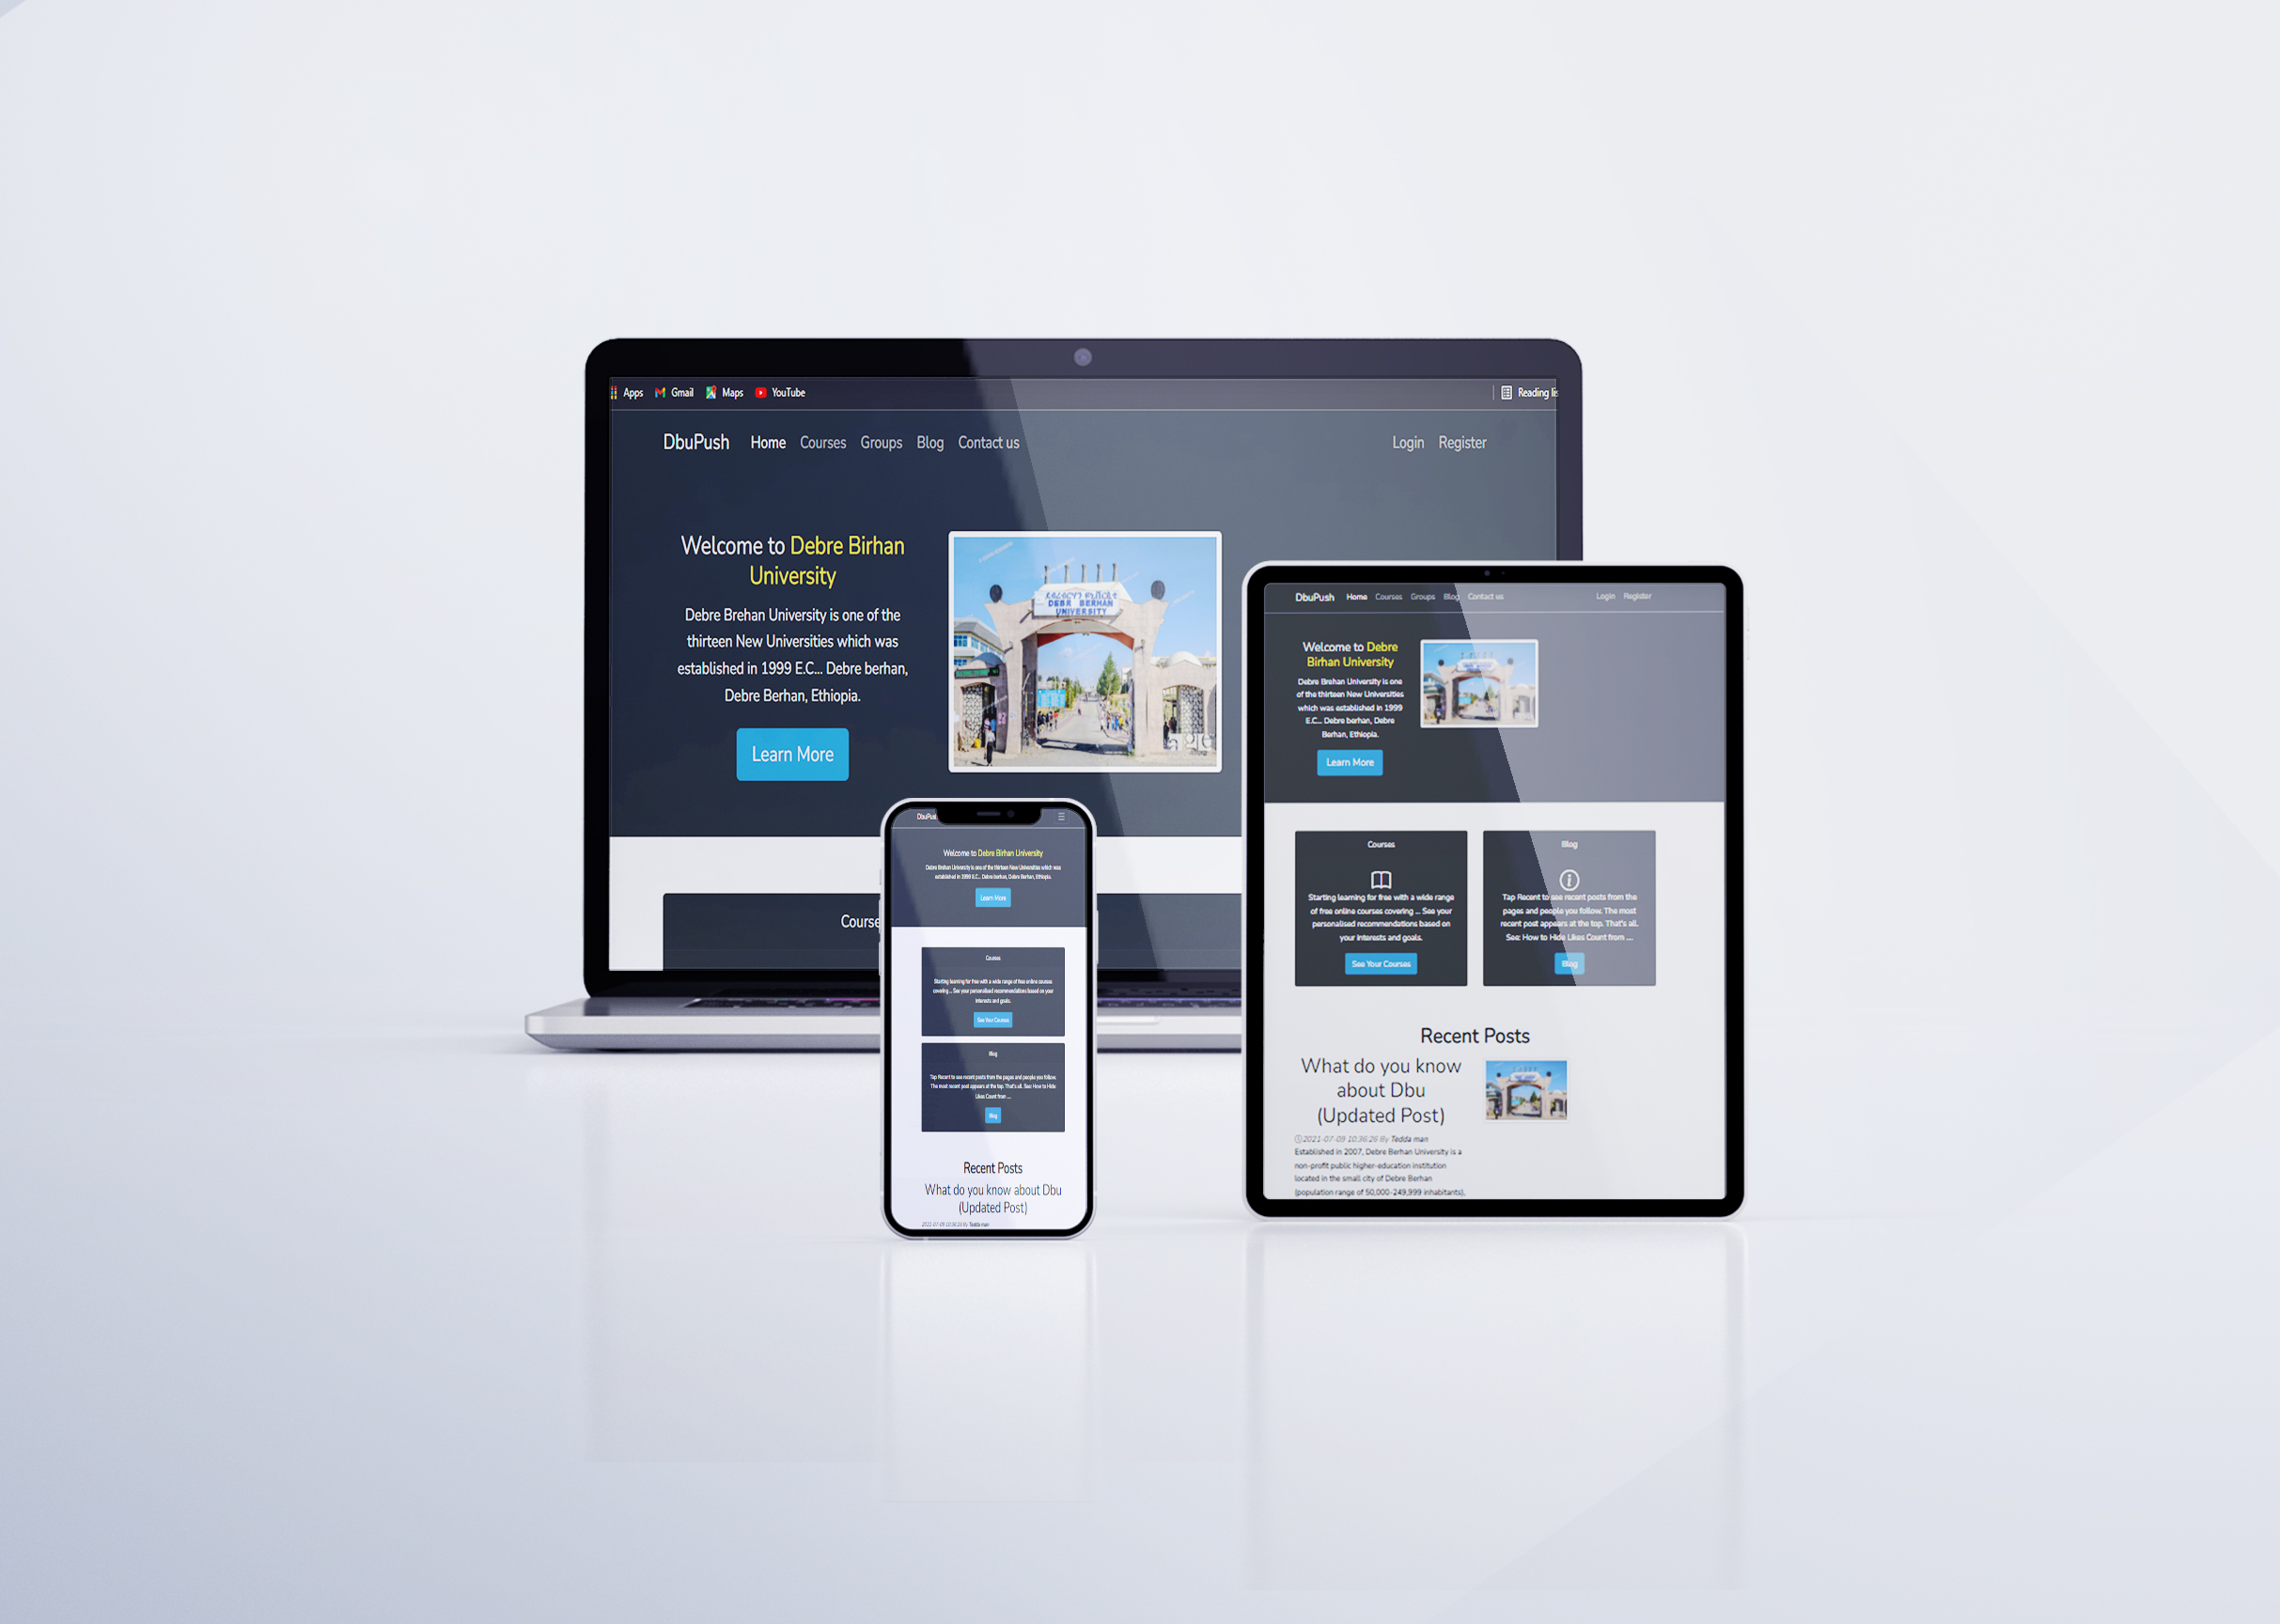 Apps Gmail Maps YouTube
Reading lis
DbuPush Home Courses Groups Blog Contact us
Login Register
Welcome to Debre Birhan
University
Debre Brehan University is one of the
thirteen New Universities which was
established in 1999 E.C... Debre berhan,
Debre Berhan, Ethiopia.
Learn More
DEBR BERHAN
UNIVERSITY
Course
DbuPush
Welcome to Debre Birhan University
Debre Brehan University is one of the thirteen New Universities which was
established in 1999 E.C... Debre berhan, Debre Berhan, Ethiopia.
Learn More
Courses
Starting learning for free with a wide range of free online courses
covering ... See your personalised recommendations based on your
interests and goals.
See Your Courses
Blog
Tap Recent to see recent posts from the pages and people you follow.
The most recent post appears at the top. That's all. See: How to Hide
Likes Count from ....
Blog
Recent Posts
What do you know about Dbu
(Updated Post)
2021-07-09 10:36:26 By Tedda man
DbuPush Home Courses Groups Blog Contact us
Login Register
Welcome to Debre
Birhan University
Debre Brehan University is one
of the thirteen New Universities
which was established in 1999
E.C... Debre berhan, Debre
Berhan, Ethiopia.
Learn More
Courses
Starting learning for free with a wide range
of free online courses covering ... See your
personalised recommendations based on
your interests and goals.
See Your Courses
Blog
Tap Recent to see recent posts from the
pages and people you follow. The most
recent post appears at the top. That's all.
See: How to Hide Likes Count from ....
Blog
Recent Posts
What do you know
about Dbu
(Updated Post)
2021-07-09 10:36:26 By Tedda man
Established in 2007, Debre Berhan University is a
non-profit public higher-education institution
located in the small city of Debre Berhan
(population range of 50,000-249,999 inhabitants),